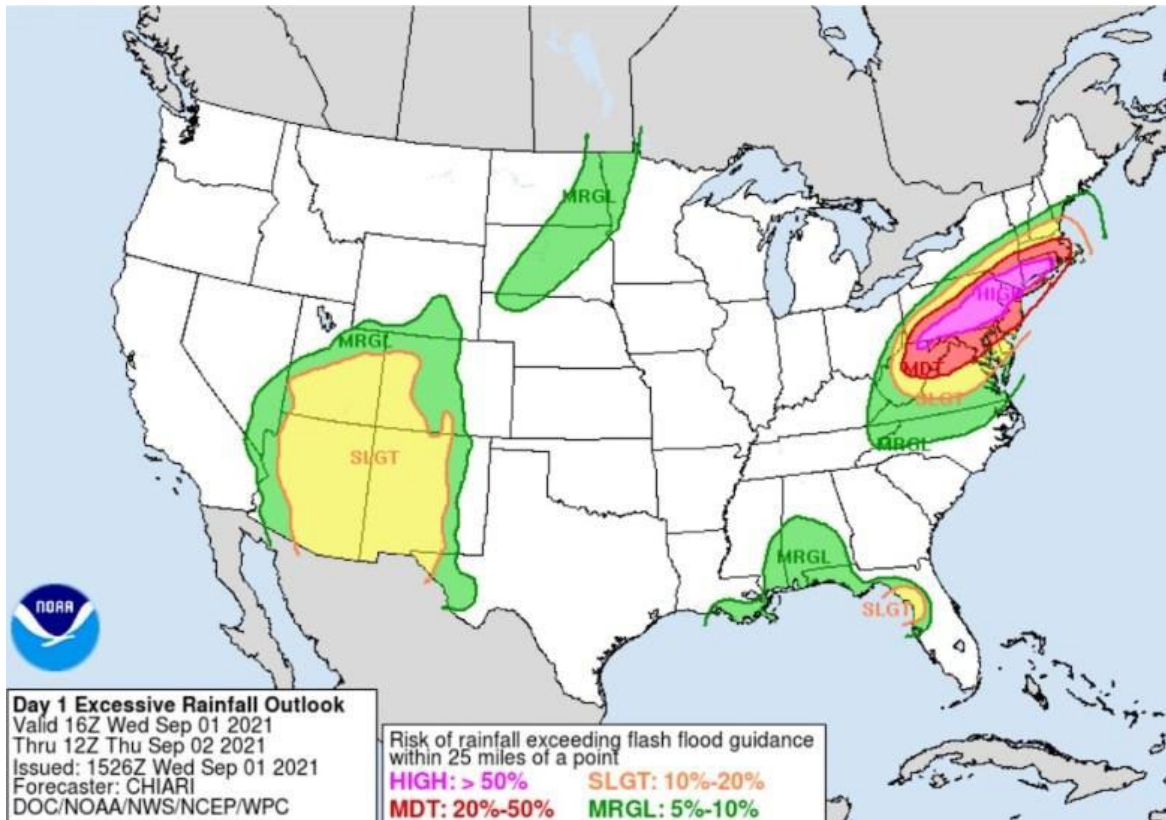 MRGL
HIGH
MRGL
MDT
SLGT
MRGL
SLGT
MRGL
SLGT
NOAA
Day 1 Excessive Rainfall Outlook
Valid 16Z Wed Sep 01 2021
Thru 12Z Thu Sep 02 2021
Issued: 1526Z Wed Sep 01 2021
Forecaster: CHIARI
DOC/NOAA/NWS/NCEP/WPC
Risk of rainfall exceeding flash flood guidance
within 25 miles of a point
HIGH: > 50% SLGT: 10%-20%
MDT: 20%-50% MRGL: 5%-10%